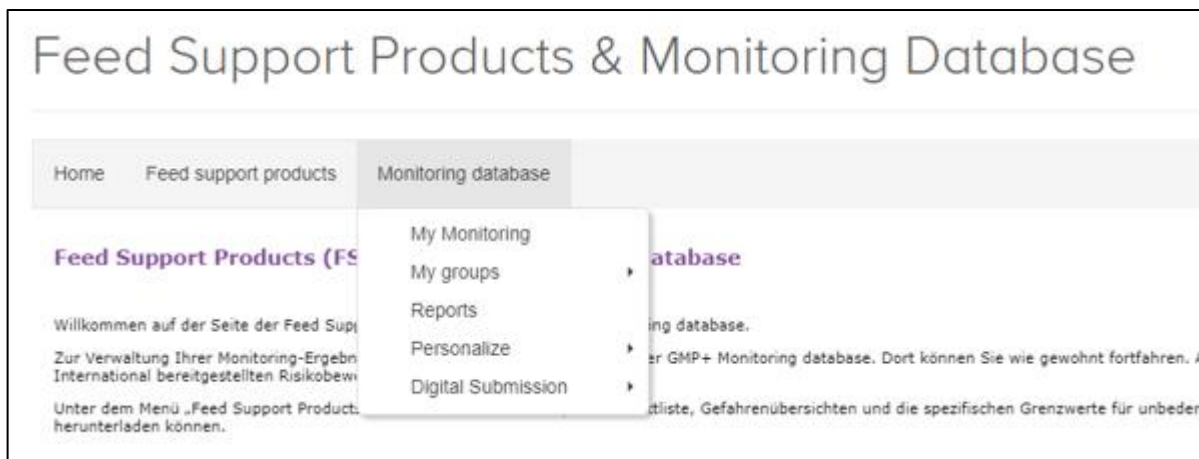 Feed Support Products & Monitoring Database
Home Feed support products Monitoring database
My Monitoring
My groups
Reports
Personalize
Digital Submission
Feed Support Products (FS atabase
Willkommen auf der Seite der Feed Sup ing database.
Zur Verwaltung Ihrer Monitoring-Ergebn er GMP+ Monitoring database. Dort können Sie wie gewohnt fortfahren. A
International bereitgestellten Risikobew
Unter dem Menü „Feed Support Products tliste, Gefahrenübersichten und die spezifischen Grenzwerte für unbeder
herunterladen können.